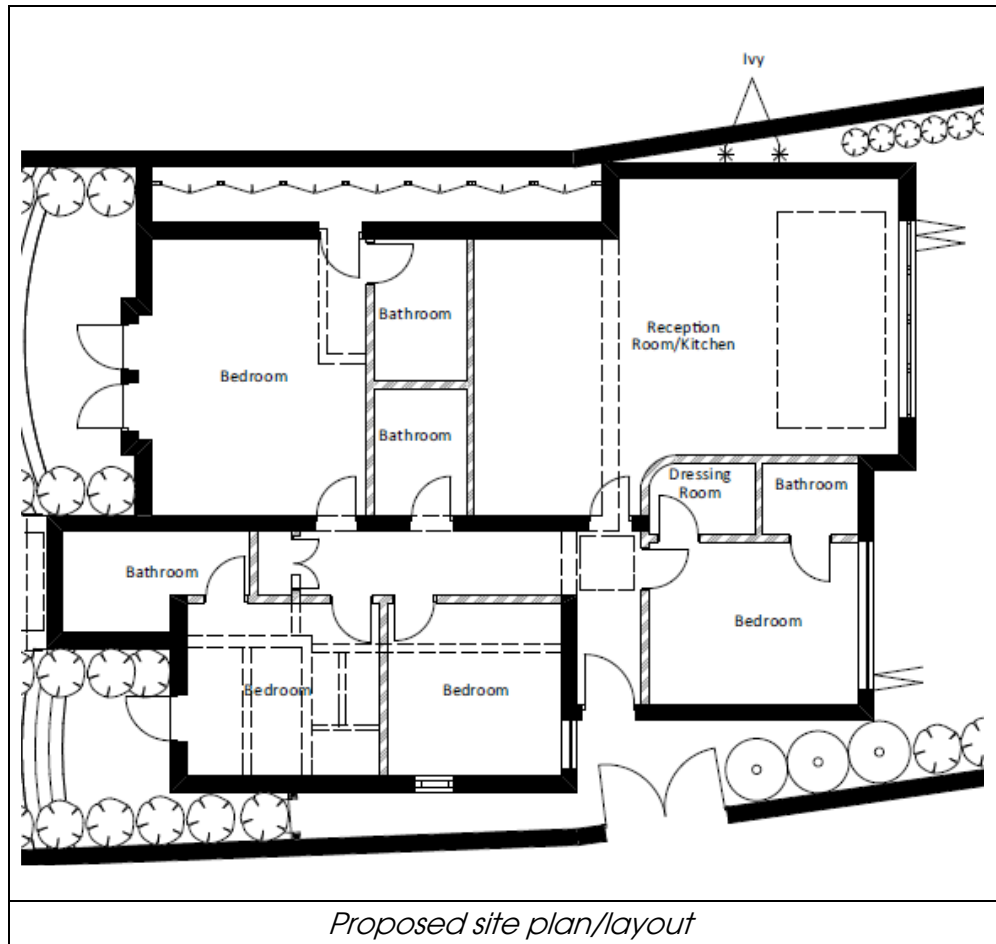 Ivy
Bathroom
Reception
Room/Kitchen
Bedroom
Bathroom
Dressing
Room
Bathroom
Bathroom
Bedroom
Bedroom
Bedroom
Proposed site plan/layout